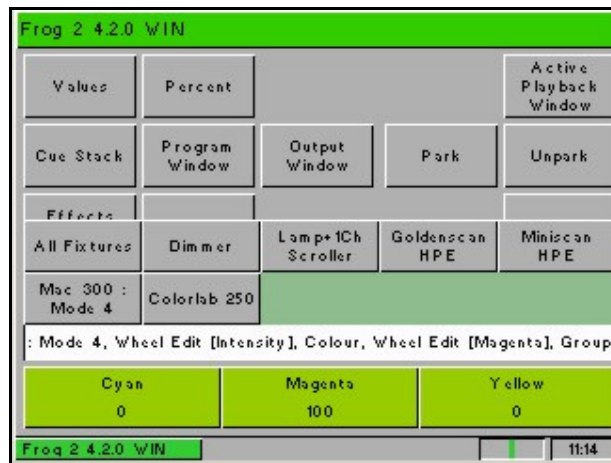 Frog 2 4.2.0 WIN
Values
Percent
Active
Playback
Window
Cue Stack
Program
Window
Output
Window
Park
Unpark
Effects
All Fixtures
Dimmer
Lamp+1Ch
Scroller
Goldenscan
HPE
Miniscan
HPE
Mac 300 :
Mode 4
Colorlab 250
: Mode 4, Wheel Edit [Intensity], Colour, Wheel Edit [Magenta], Group
Cyan
0
Magenta
100
Yellow
0
Frog 2 4.2.0 WIN
11:14